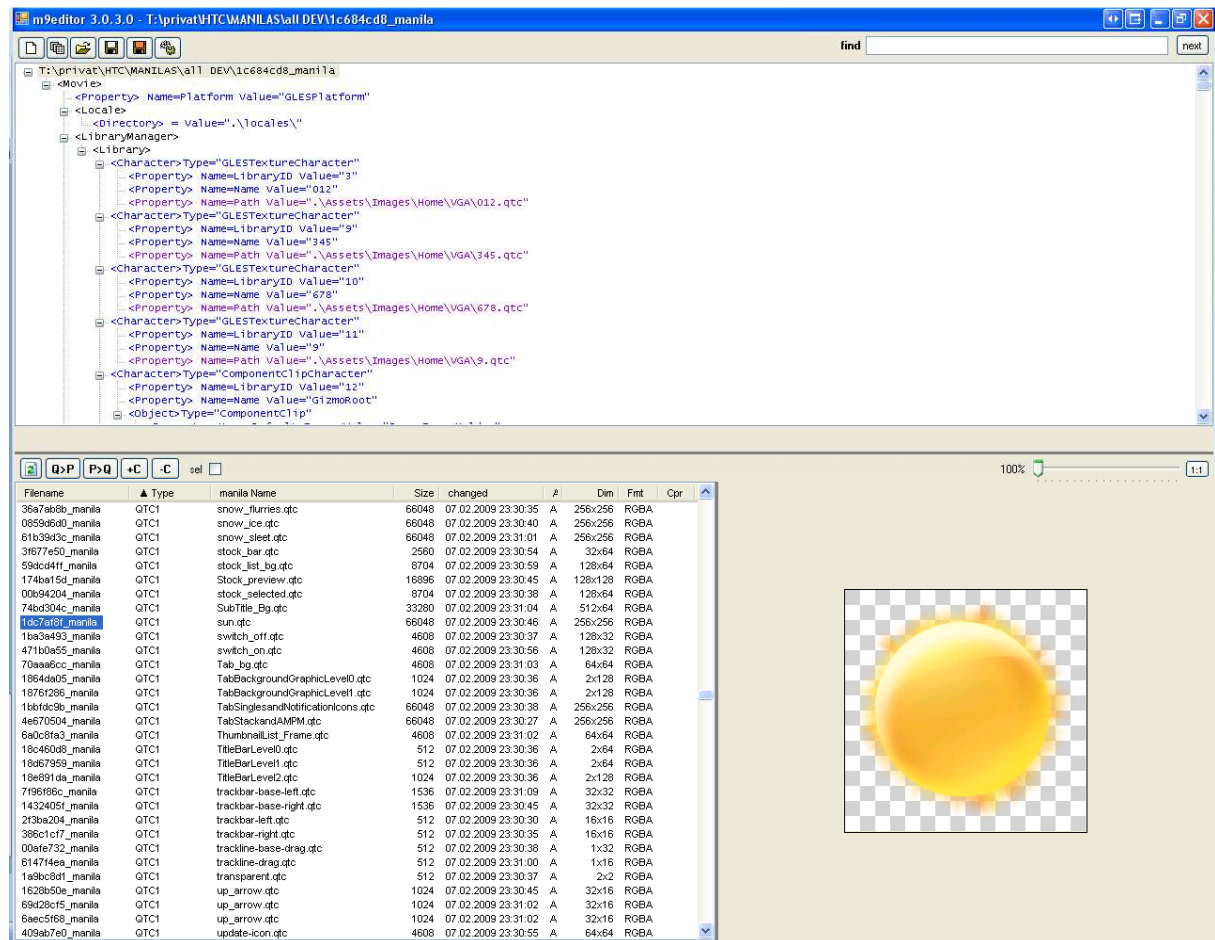 m9editor 3.0.3.0 - T:\privat\HTC\MANILAS\all DEV\1c684cd8_manila
find
next
T:\privat\HTC\MANILAS\all DEV\1c684cd8_manila
<Movie>
<Property> Name=Platform Value="GLESPlatform"
<Locale>
<Directory> = Value=".\locales\"
<LibraryManager>
<Library>
<Character>Type="GLESTextureCharacter"
<Property> Name=LibraryID Value="3"
<Property> Name=Name Value="012"
<Property> Name=Path Value=".\Assets\Images\Home\VGA\012.qtc"
<Character>Type="GLESTextureCharacter"
<Property> Name=LibraryID Value="9"
<Property> Name=Name Value="345"
<Property> Name=Path Value=".\Assets\Images\Home\VGA\345.qtc"
<Character>Type="GLESTextureCharacter"
<Property> Name=LibraryID Value="10"
<Property> Name=Name Value="678"
<Property> Name=Path Value=".\Assets\Images\Home\VGA\678.qtc"
<Character>Type="GLESTextureCharacter"
<Property> Name=LibraryID Value="11"
<Property> Name=Name Value="9"
<Property> Name=Path Value=".\Assets\Images\Home\VGA\9.qtc"
<Character>Type="ComponentClipCharacter"
<Property> Name=LibraryID Value="12"
<Property> Name=Name Value="GizmoRoot"
<Object>Type="ComponentClip"
Q>P P>Q +C -C sel 100% 1:1
Filename Type manila Name Size changed Dim Fmt Cpr
36a7ab8b_manila QTC1 snow_flurries.qtc 66048 07.02.2009 23:30:35 A 256x256 RGBA
0859d6d0_manila QTC1 snow_ice.qtc 66048 07.02.2009 23:30:40 A 256x256 RGBA
61b39d3c_manila QTC1 snow_sleet.qtc 66048 07.02.2009 23:31:01 A 256x256 RGBA
3f677e50_manila QTC1 stock_bar.qtc 2560 07.02.2009 23:30:54 A 32x64 RGBA
59dcd4ff_manila QTC1 stock_list_bg.qtc 8704 07.02.2009 23:30:59 A 128x64 RGBA
174ba15d_manila QTC1 Stock_preview.qtc 16896 07.02.2009 23:30:45 A 128x128 RGBA
00b94204_manila QTC1 stock_selected.qtc 8704 07.02.2009 23:30:38 A 128x64 RGBA
74bd304c_manila QTC1 SubTitle_Bg.qtc 33280 07.02.2009 23:31:04 A 512x64 RGBA
1dc7af8f_manila QTC1 sun.qtc 66048 07.02.2009 23:30:46 A 256x256 RGBA
1ba3a493_manila QTC1 switch_off.qtc 4608 07.02.2009 23:30:37 A 128x32 RGBA
471b0a55_manila QTC1 switch_on.qtc 4608 07.02.2009 23:30:56 A 128x32 RGBA
70aaa6cc_manila QTC1 Tab_bg.qtc 4608 07.02.2009 23:31:03 A 64x64 RGBA
1864da05_manila QTC1 TabBackgroundGraphicLevel0.qtc 1024 07.02.2009 23:30:36 A 2x128 RGBA
1876f286_manila QTC1 TabBackgroundGraphicLevel1.qtc 1024 07.02.2009 23:30:36 A 2x128 RGBA
1bbfdc9b_manila QTC1 TabSinglesandNotificationIcons.qtc 66048 07.02.2009 23:30:38 A 256x256 RGBA
4e670504_manila QTC1 TabStackandAMPM.qtc 66048 07.02.2009 23:30:27 A 256x256 RGBA
6a0c8fa3_manila QTC1 ThumbnailList_Frame.qtc 4608 07.02.2009 23:31:02 A 64x64 RGBA
18c460d8_manila QTC1 TitleBarLevel0.qtc 512 07.02.2009 23:30:36 A 2x64 RGBA
18d67959_manila QTC1 TitleBarLevel1.qtc 512 07.02.2009 23:30:36 A 2x64 RGBA
18e891da_manila QTC1 TitleBarLevel2.qtc 1024 07.02.2009 23:30:36 A 2x128 RGBA
7f96f86c_manila QTC1 trackbar-base-left.qtc 1536 07.02.2009 23:31:09 A 32x32 RGBA
1432405f_manila QTC1 trackbar-base-right.qtc 1536 07.02.2009 23:30:45 A 32x32 RGBA
2f3ba204_manila QTC1 trackbar-left.qtc 512 07.02.2009 23:30:30 A 16x16 RGBA
386c1cf7_manila QTC1 trackbar-right.qtc 512 07.02.2009 23:30:35 A 16x16 RGBA
00afe732_manila QTC1 trackline-base-drag.qtc 512 07.02.2009 23:30:38 A 1x32 RGBA
6147f4ea_manila QTC1 trackline-drag.qtc 512 07.02.2009 23:31:00 A 1x16 RGBA
1a9bc8d1_manila QTC1 transparent.qtc 512 07.02.2009 23:30:37 A 2x2 RGBA
1628b50e_manila QTC1 up_arrow.qtc 1024 07.02.2009 23:30:45 A 32x16 RGBA
69d28cf5_manila QTC1 up_arrow.qtc 1024 07.02.2009 23:31:02 A 32x16 RGBA
6aec5f68_manila QTC1 up_arrow.qtc 1024 07.02.2009 23:31:02 A 32x16 RGBA
409ab7e0_manila QTC1 update-icon.qtc 4608 07.02.2009 23:30:55 A 64x64 RGBA